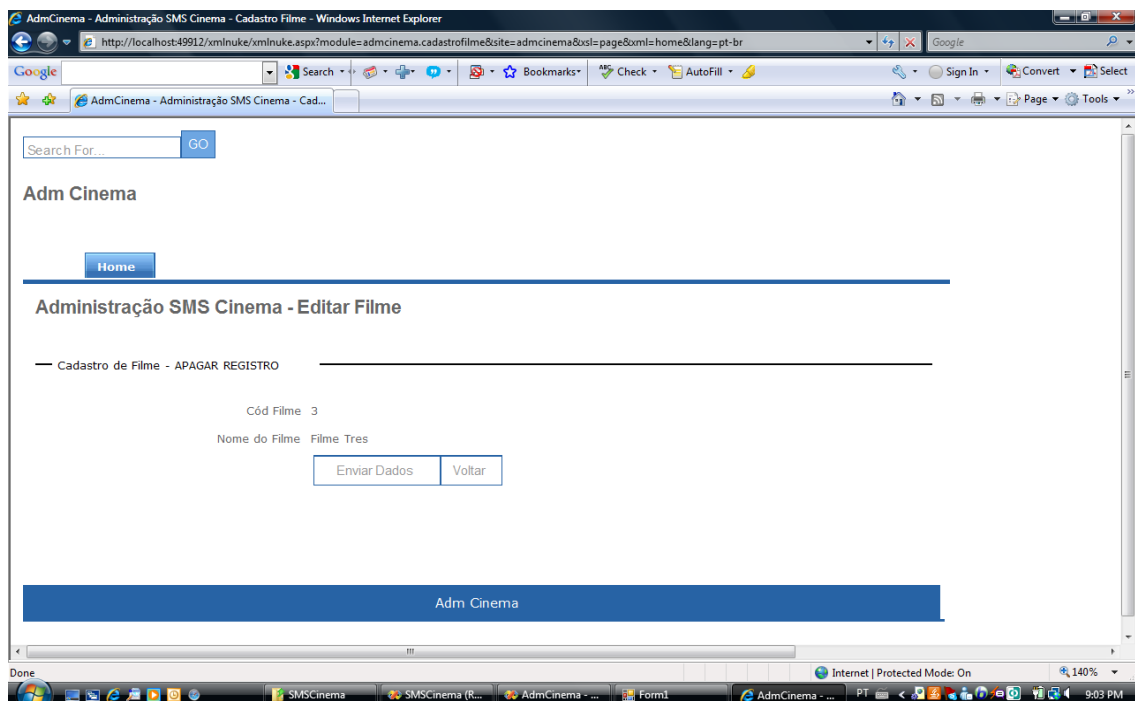 AdmCinema - Administração SMS Cinema - Cadastro Filme - Windows Internet Explorer
http://localhost:49912/xmlnuke/xmlnuke.aspx?module=admcinema.cadastrofilme&site=admcinema&xsl=page&xml=home&lang=pt-br
Google
Google Search Bookmarks Check AutoFill Sign In Convert Select
AdmCinema - Administração SMS Cinema - Cad... Page Tools
Search For... GO
Adm Cinema
Home
Administração SMS Cinema - Editar Filme
Cadastro de Filme - APAGAR REGISTRO
Cód Filme 3
Nome do Filme Filme Tres
Enviar Dados Voltar
Adm Cinema
Done Internet | Protected Mode: On 140%
SMSCinema SMSCinema (R... AdmCinema - ... Form1 AdmCinema - ... PT 9:03 PM